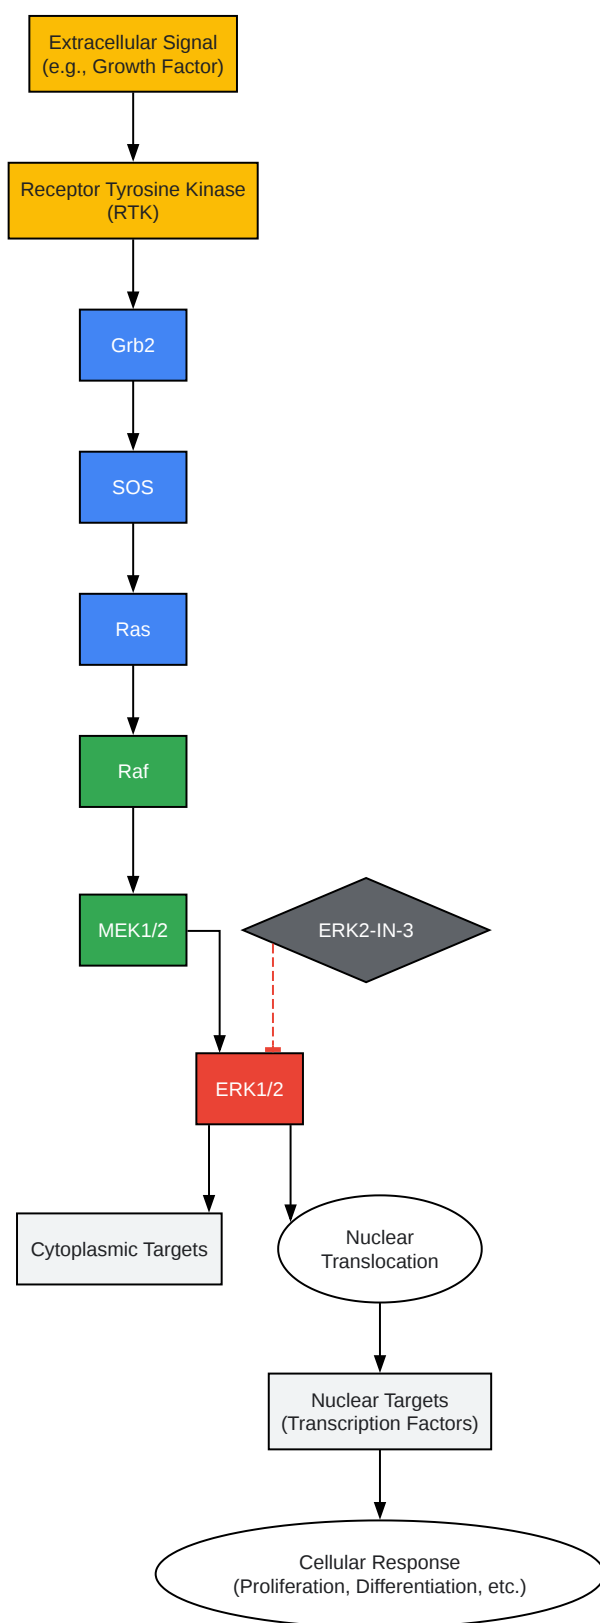 Extracellular Signal
(e.g., Growth Factor)
Receptor Tyrosine Kinase
(RTK)
Grb2
SOS
Ras
Raf
MEK1/2
ERK2-IN-3
ERK1/2
Cytoplasmic Targets
Nuclear
Translocation
Nuclear Targets
(Transcription Factors)
Cellular Response
(Proliferation, Differentiation, etc.)